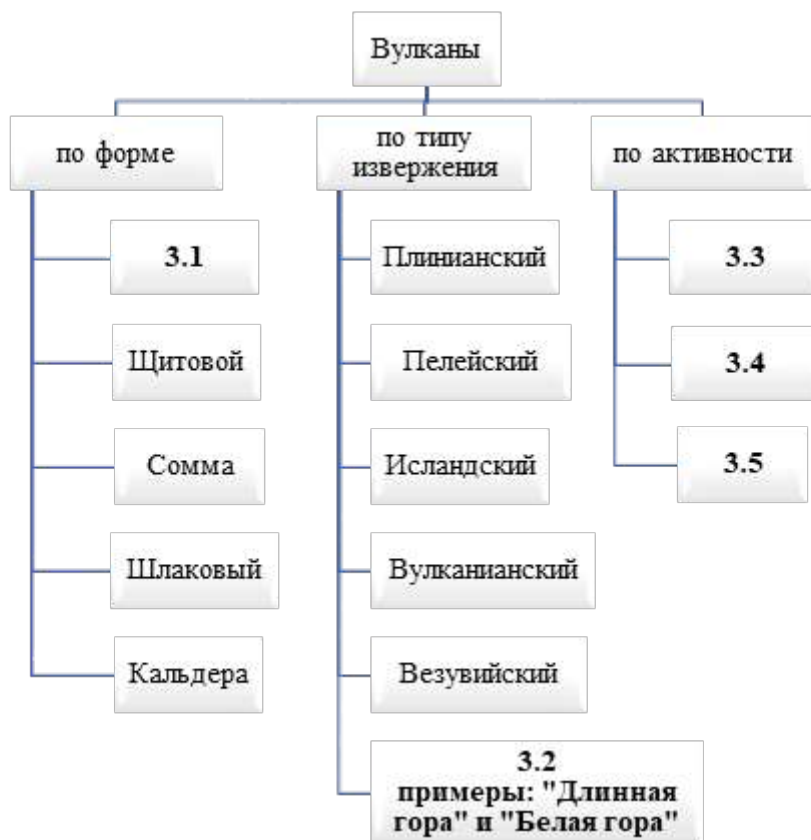 Вулканы
по форме
по типу
извержения
по активности
3.1
Щитовой
Сомма
Шлаковый
Кальдера
Плинианский
Пелейский
Исландский
Вулканианский
Везувийский
3.2
примеры: "Длинная
гора" и "Белая гора"
3.3
3.4
3.5